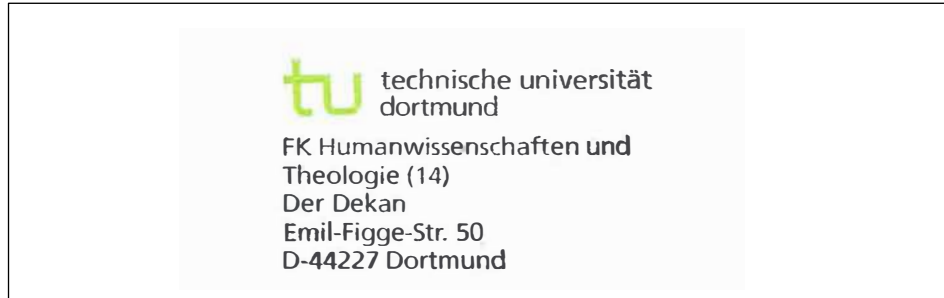 tu technische universität
dortmund
FK Humanwissenschaften und
Theologie (14)
Der Dekan
Emil-Figge-Str. 50
D-44227 Dortmund